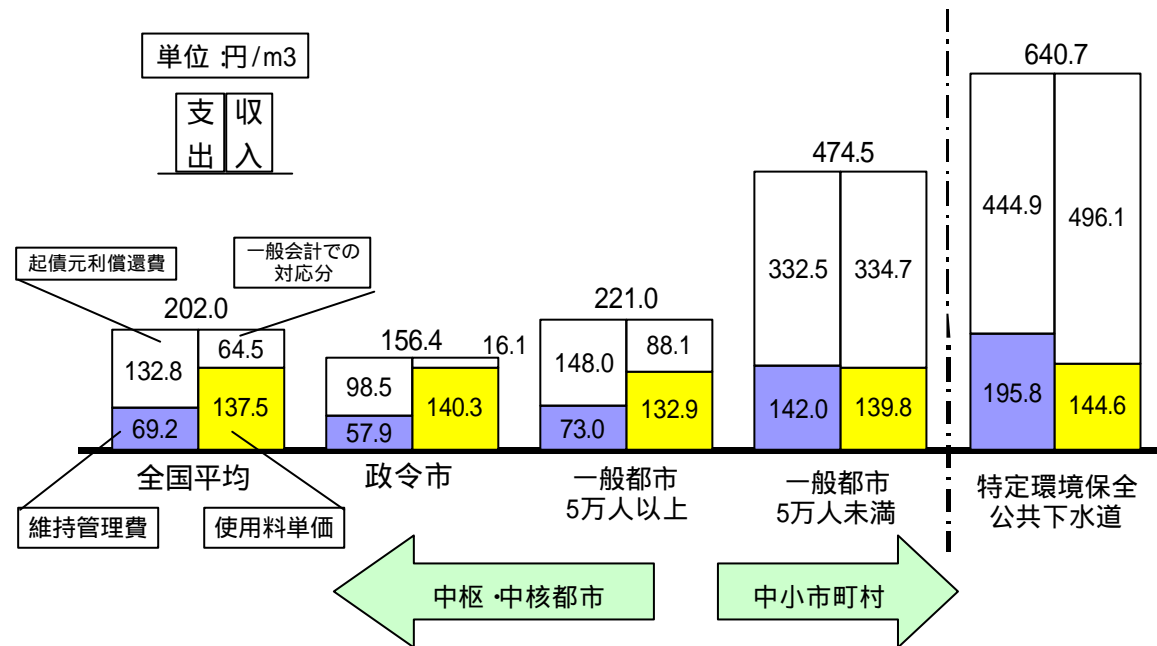 単位:円/m3
支 収
出 入
起債元利償還費
一般会計での
対応分
202.0
132.8
64.5
69.2
137.5
全国平均
維持管理費
使用料単価
156.4
16.1
98.5
140.3
57.9
政令市
221.0
148.0
88.1
73.0
132.9
一般都市
5万人以上
474.5
332.5
334.7
142.0
139.8
一般都市
5万人未満
640.7
444.9
496.1
195.8
144.6
特定環境保全
公共下水道
中枢・中核都市
中小市町村